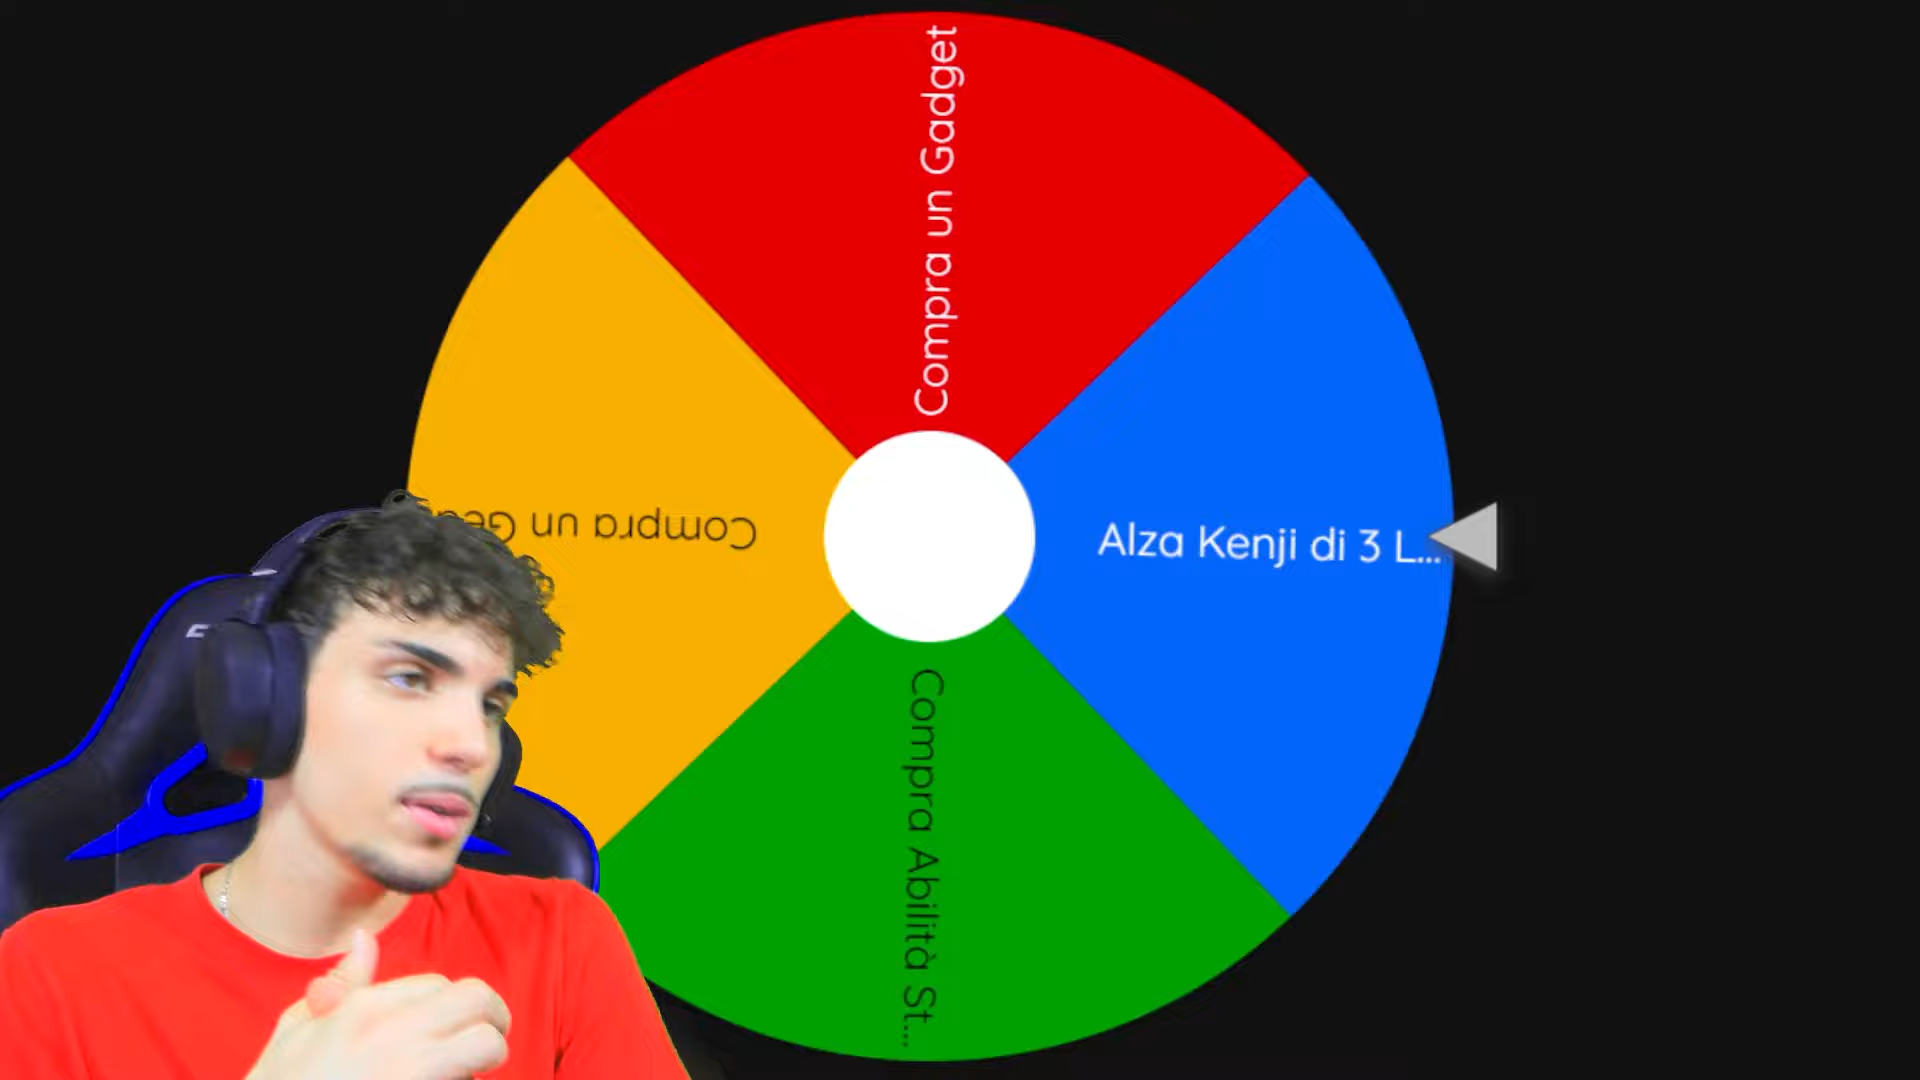 Compra un Gadget
Compra un
Alza Kenji di 3 L...
Compra Abilità St...